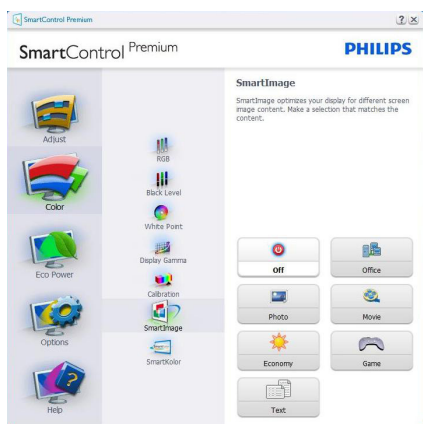 SmartControl Premium
SmartControl Premium
PHILIPS
Adjust
Color
Eco Power
Options
Help
RGB
Black Level
White Point
Display Gamma
Calibration
SmartImage
SmartKolor
SmartImage
SmartImage optimizes your display for different screen
image content. Make a selection that matches the
content.
Off
Office
Photo
Movie
Economy
Game
Text